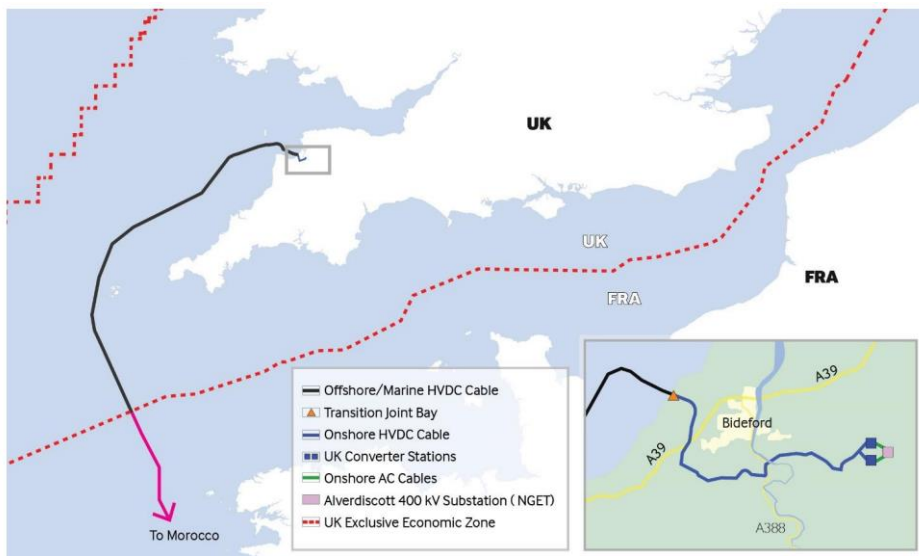 UK
UK
FRA
FRA
To Morocco
Offshore/Marine HVDC Cable
Transition Joint Bay
Onshore HVDC Cable
UK Converter Stations
Onshore AC Cables
Alverdiscott 400 kV Substation ( NGET)
UK Exclusive Economic Zone
A39
Bideford
A39
A388